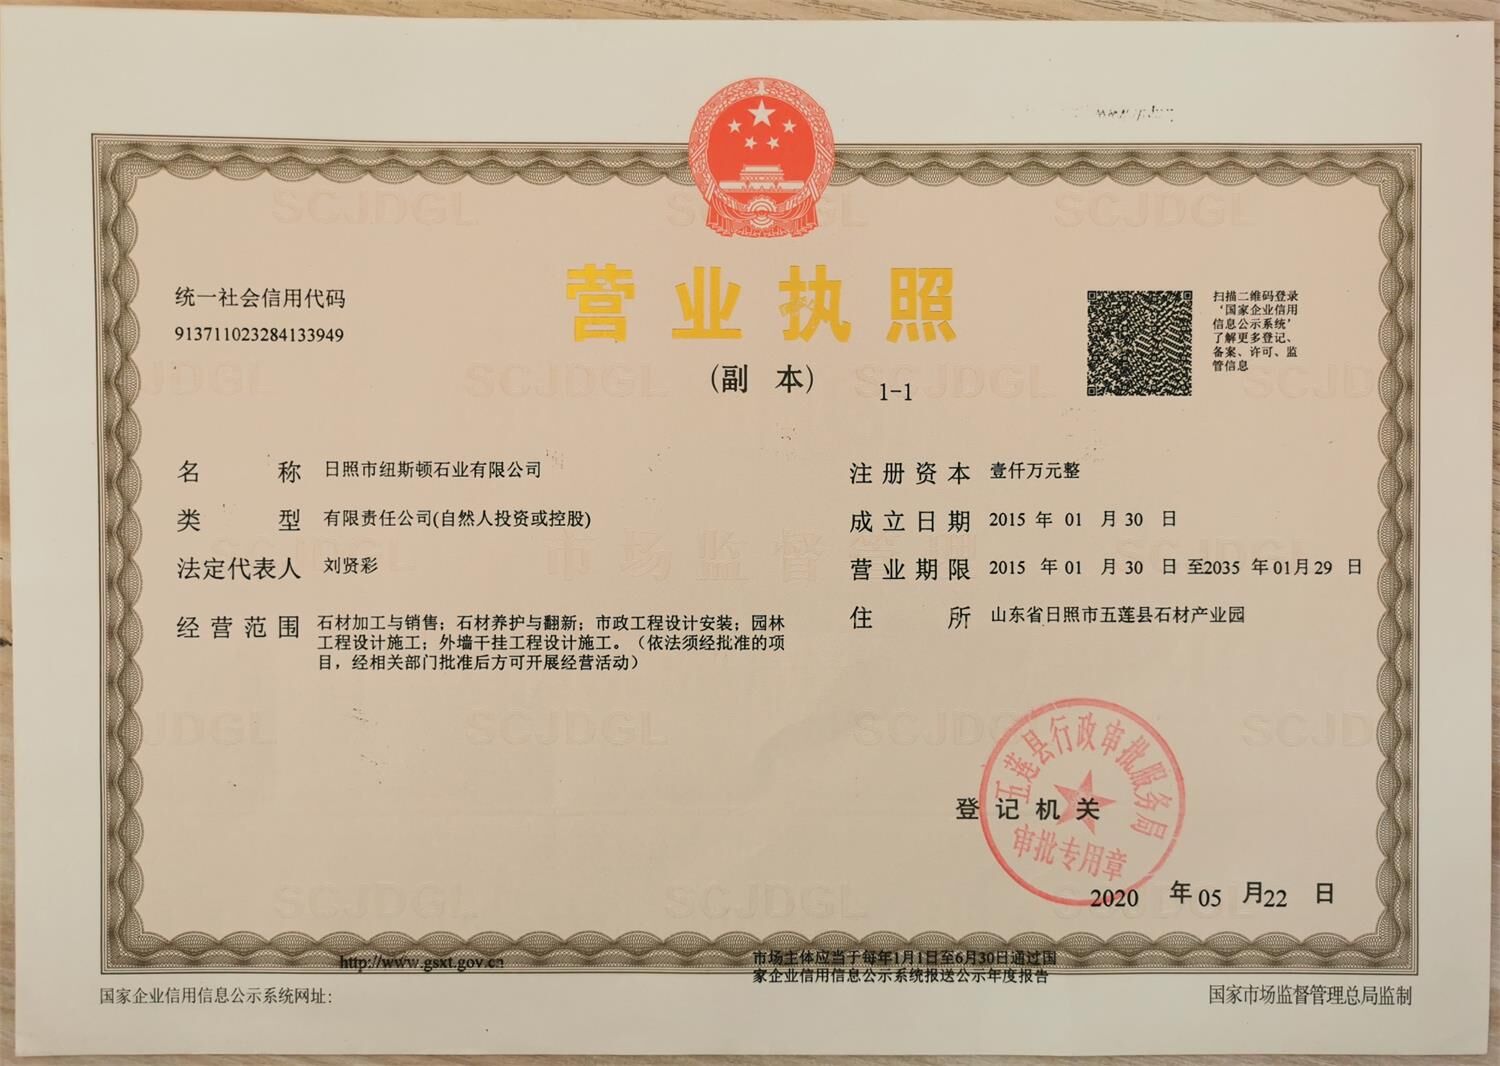 营业执照
(副 本)
1-1
统一社会信用代码
913711023284133949
扫描二维码登录
‘国家企业信用
信息公示系统’
了解更多登记、
备案、许可、监
管信息
名 称 日照市纽斯顿石业有限公司
类 型 有限责任公司(自然人投资或控股)
法定代表人 刘贤彩
经营范围 石材加工与销售；石材养护与翻新；市政工程设计安装；园林
工程设计施工；外墙干挂工程设计施工。（依法须经批准的项
目，经相关部门批准后方可开展经营活动）
注册资本 壹仟万元整
成立日期 2015 年 01 月 30 日
营业期限 2015 年 01 月 30 日 至2035 年 01月 29 日
住 所 山东省日照市五莲县石材产业园
五莲县行政审批服务局
审批专用章
登记机关
2020 年 05 月 22 日
http://www.gsxt.gov.cn
市场主体应当于每年1月1日至6月30日通过国
家企业信用信息公示系统报送公示年度报告
国家企业信用信息公示系统网址:
国家市场监督管理总局监制
SCJDGL
市场监督管理